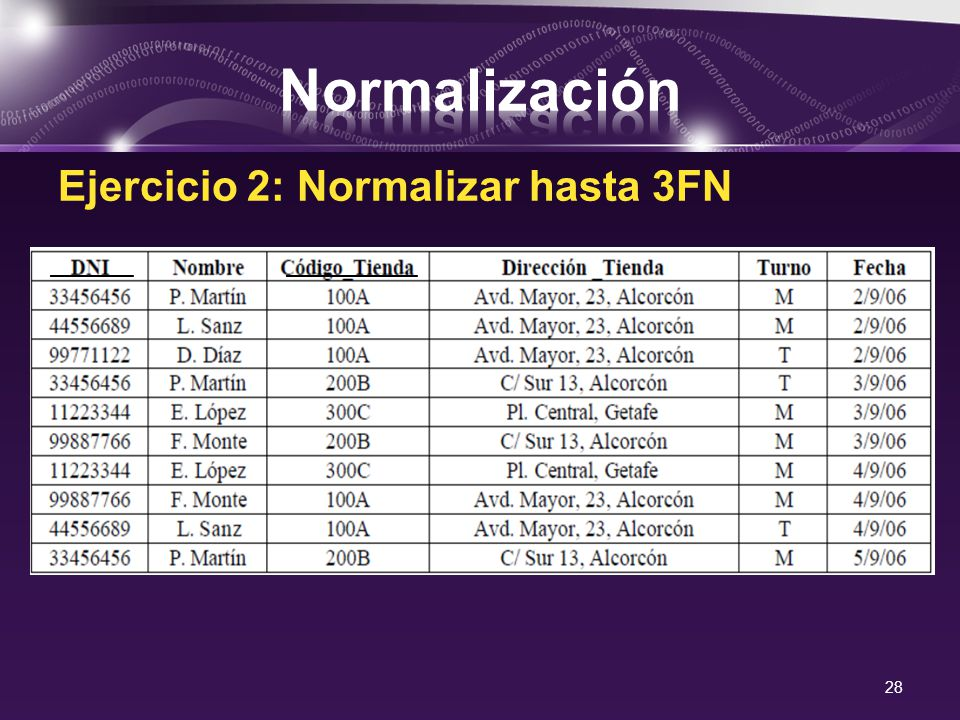 Normalización
Ejercicio 2: Normalizar hasta 3FN
DNI Nombre Código_Tienda Dirección _Tienda Turno Fecha
33456456 P. Martín 100A Avd. Mayor, 23, Alcorcón M 2/9/06
44556689 L. Sanz 100A Avd. Mayor, 23, Alcorcón M 2/9/06
99771122 D. Díaz 100A Avd. Mayor, 23, Alcorcón T 2/9/06
33456456 P. Martín 200B C/ Sur 13, Alcorcón T 3/9/06
11223344 E. López 300C Pl. Central, Getafe M 3/9/06
99887766 F. Monte 200B C/ Sur 13, Alcorcón M 3/9/06
11223344 E. López 300C Pl. Central, Getafe M 4/9/06
99887766 F. Monte 100A Avd. Mayor, 23, Alcorcón M 4/9/06
44556689 L. Sanz 100A Avd. Mayor, 23, Alcorcón T 4/9/06
33456456 P. Martín 200B C/ Sur 13, Alcorcón M 5/9/06
28